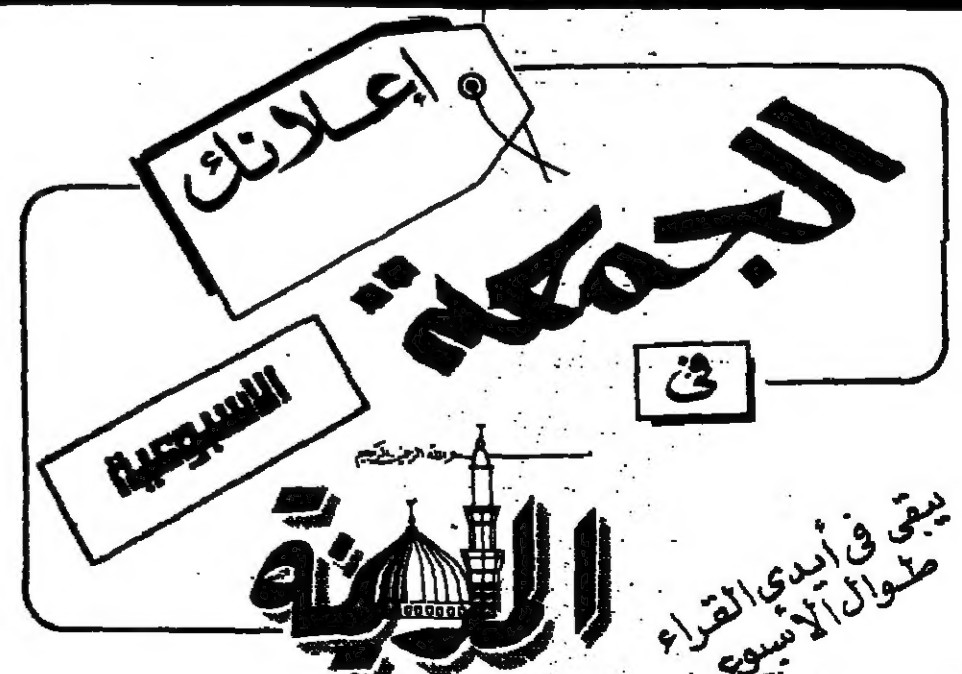 إعلانك
في
الجمعة
الأسبوعية
بسم الله الرحمن الرحيم
المدينة
يبقى في أيدي القراء
طوال الأسبوع